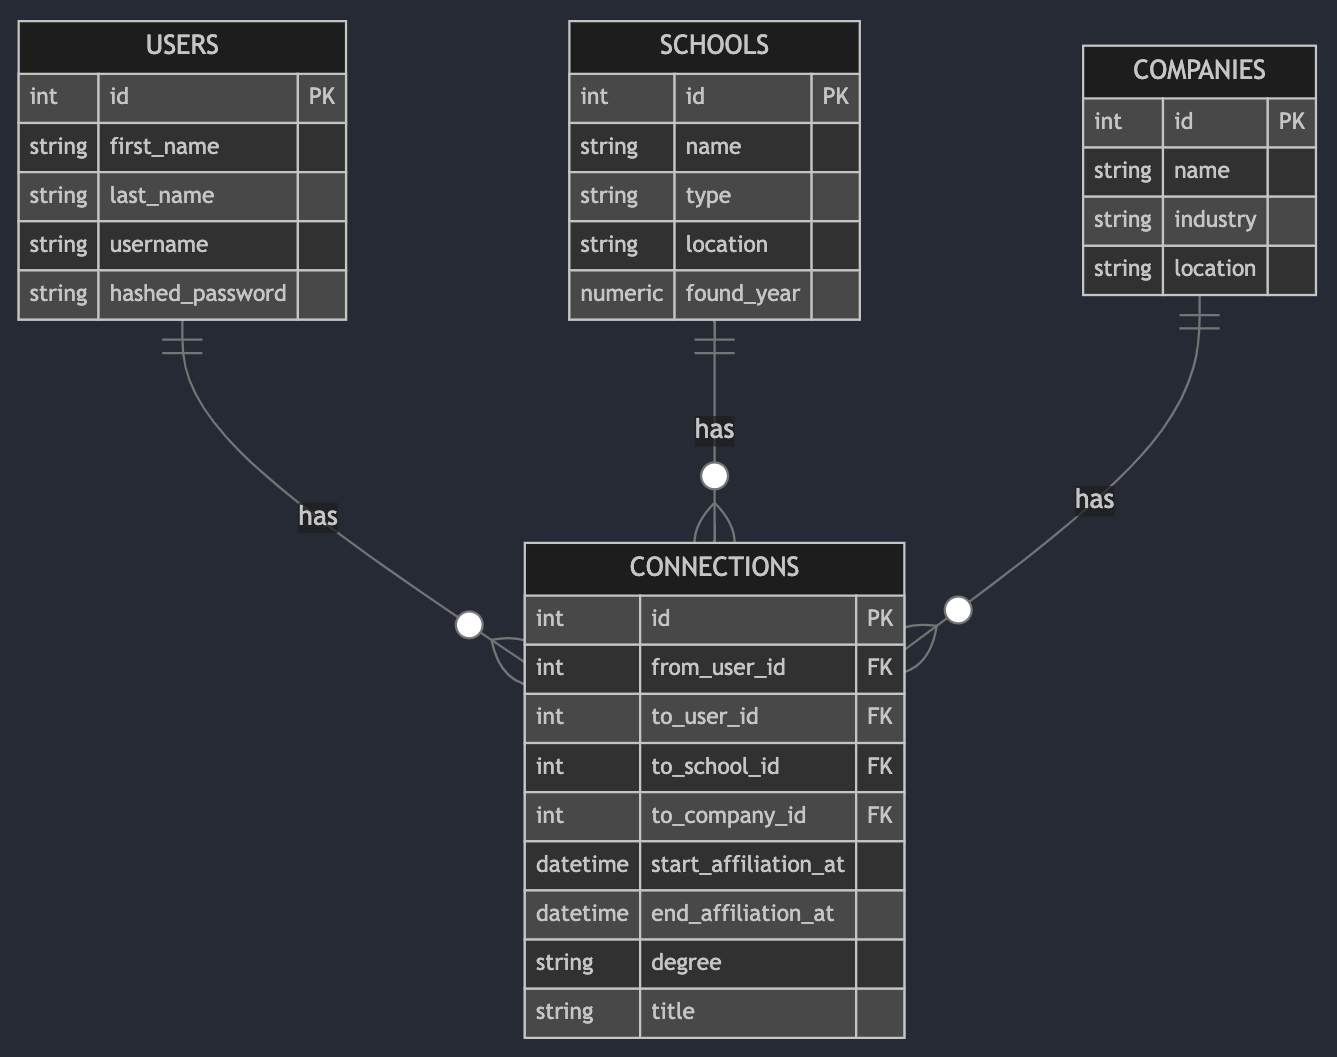 USERS
int id PK
string first_name
string last_name
string username
string hashed_password
SCHOOLS
int id PK
string name
string type
string location
numeric found_year
COMPANIES
int id PK
string name
string industry
string location
has
has
has
CONNECTIONS
int id PK
int from_user_id FK
int to_user_id FK
int to_school_id FK
int to_company_id FK
datetime start_affiliation_at
datetime end_affiliation_at
string degree
string title